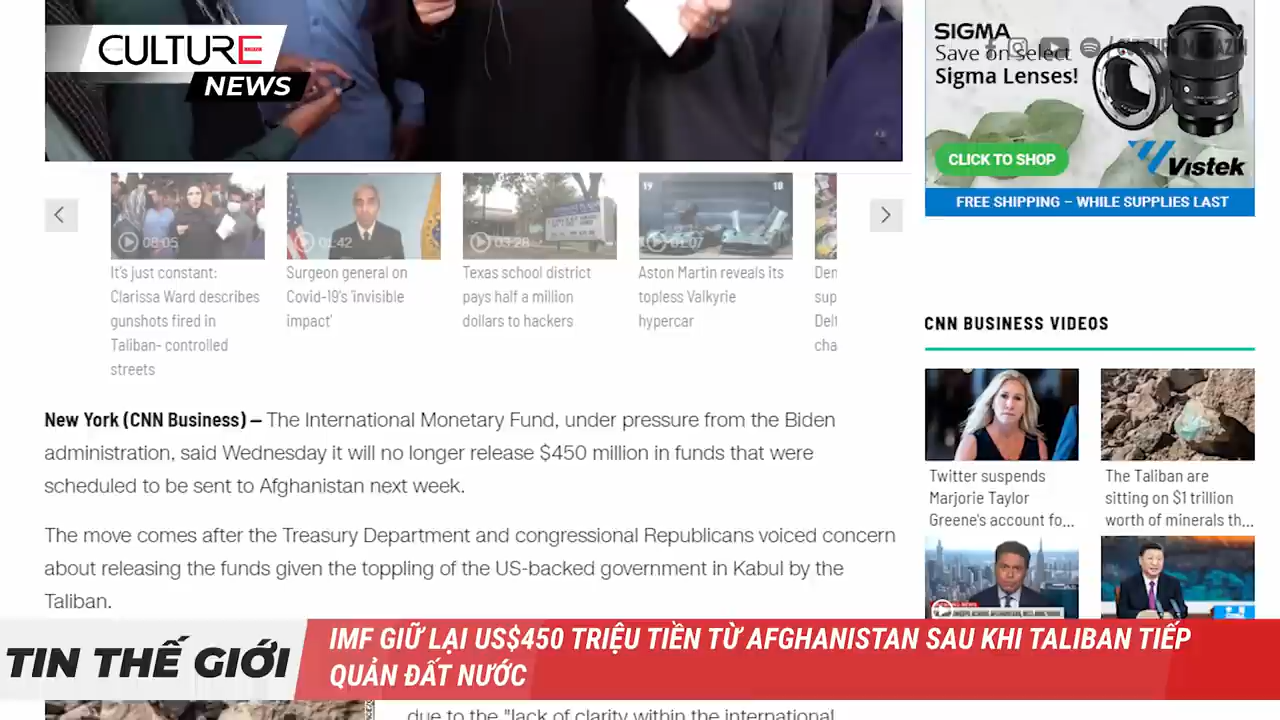 CULTURE
NEWS
SIGMA
Save on select
Sigma Lenses!
CLICK TO SHOP
Vistek
FREE SHIPPING – WHILE SUPPLIES LAST
08:05
01:42
03:28
19
18
01:07
It's just constant:
Clarissa Ward describes
gunshots fired in
Taliban- controlled
streets
Surgeon general on
Covid-19's 'invisible
impact'
Texas school district
pays half a million
dollars to hackers
Aston Martin reveals its
topless Valkyrie
hypercar
Den
sup
Delt
cha
CNN BUSINESS VIDEOS
Twitter suspends
Marjorie Taylor
Greene's account fo...
The Taliban are
sitting on $1 trillion
worth of minerals th...
New York (CNN Business) – The International Monetary Fund, under pressure from the Biden
administration, said Wednesday it will no longer release $450 million in funds that were
scheduled to be sent to Afghanistan next week.
The move comes after the Treasury Department and congressional Republicans voiced concern
about releasing the funds given the toppling of the US-backed government in Kabul by the
Taliban.
TIN THẾ GIỚI
IMF GIỮ LẠI US$450 TRIỆU TIỀN TỪ AFGHANISTAN SAU KHI TALIBAN TIẾP
QUẢN ĐẤT NƯỚC
due to the "lack of clarity within the international